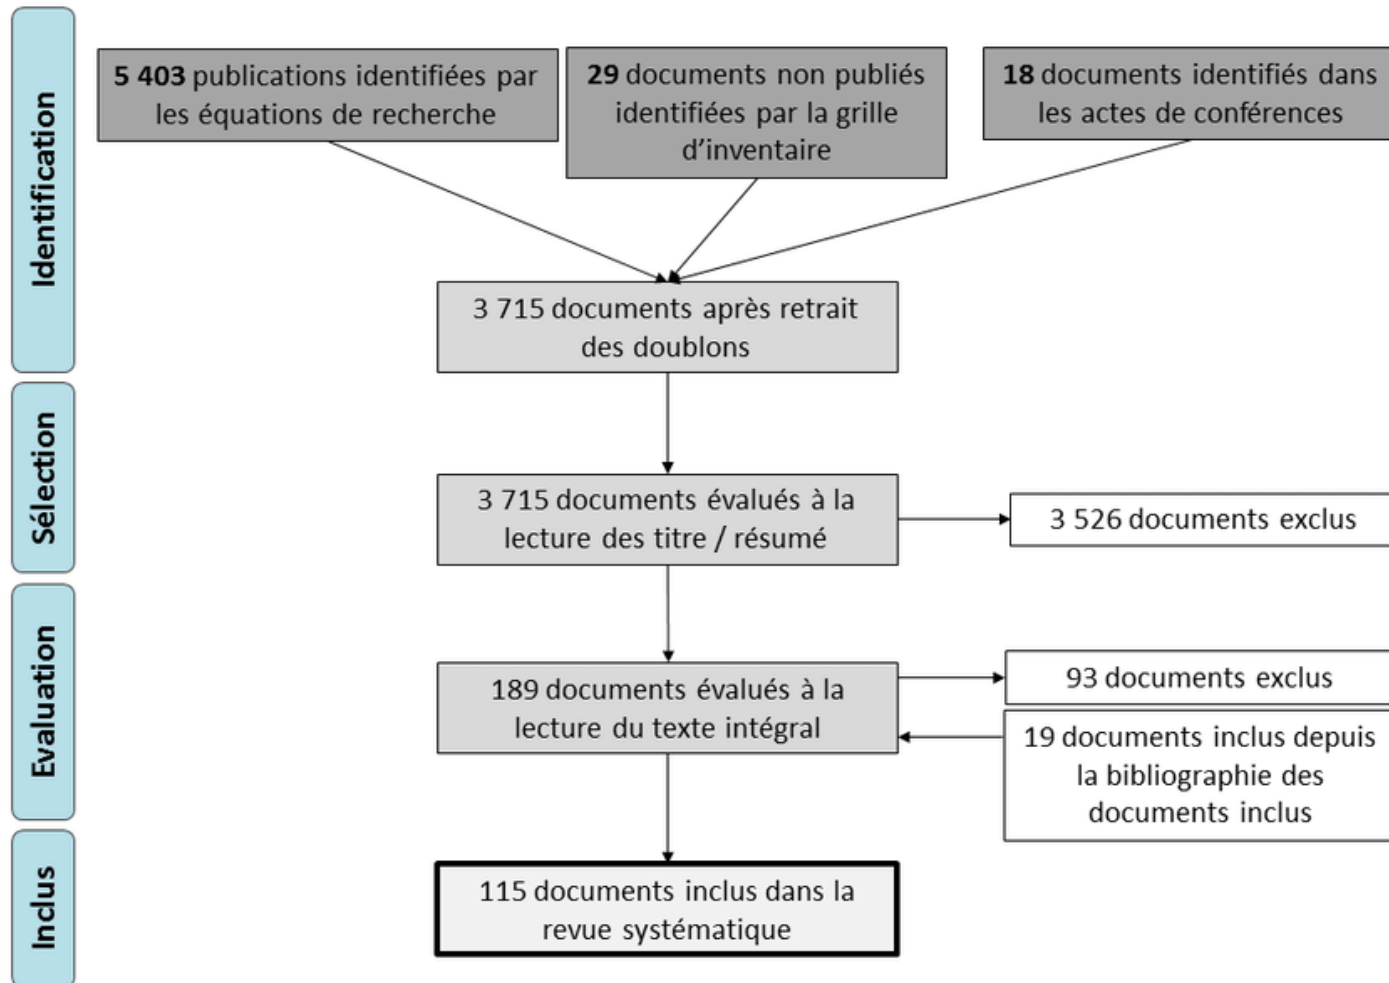 Identification
5 403 publications identifiées par
les équations de recherche
29 documents non publiés
identifiées par la grille
d'inventaire
18 documents identifiés dans
les actes de conférences
3 715 documents après retrait
des doublons
Sélection
3 715 documents évalués à la
lecture des titre / résumé
3 526 documents exclus
Evaluation
189 documents évalués à la
lecture du texte intégral
93 documents exclus
19 documents inclus depuis
la bibliographie des
documents inclus
Inclus
115 documents inclus dans la
revue systématique